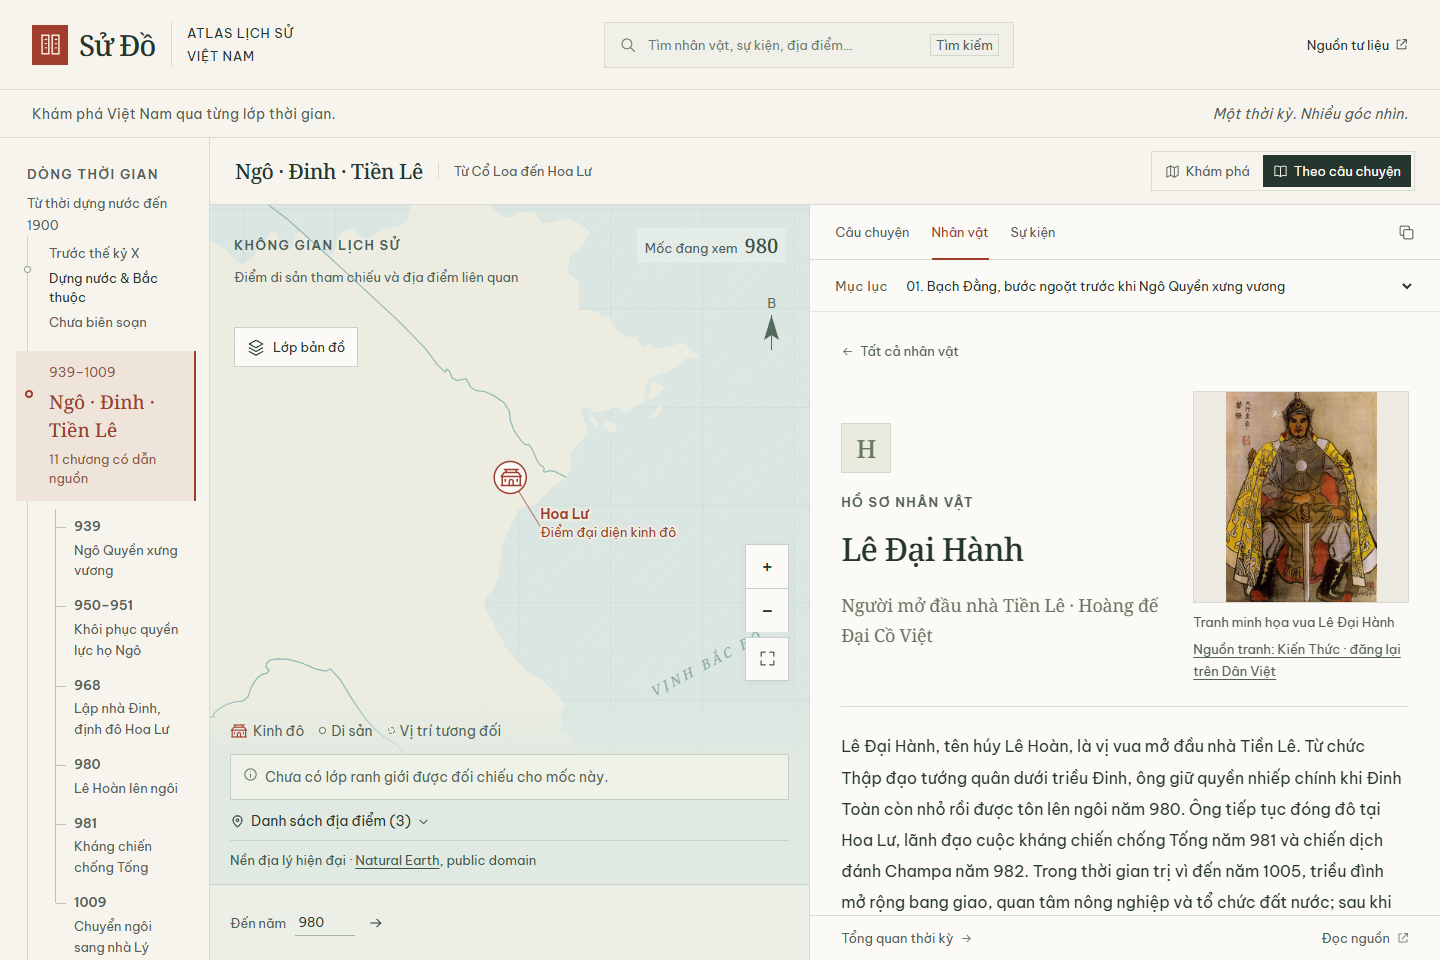 Sử Đồ
ATLAS LỊCH SỬ
VIỆT NAM
Tìm nhân vật, sự kiện, địa điểm...
Tìm kiếm
Nguồn tư liệu
Khám phá Việt Nam qua từng lớp thời gian.
Một thời kỳ. Nhiều góc nhìn.
DÒNG THỜI GIAN
Từ thời dựng nước đến
1900
Trước thế kỷ X
Dựng nước & Bắc
thuộc
Chưa biên soạn
939–1009
Ngô · Đinh ·
Tiền Lê
11 chương có dẫn
nguồn
939
Ngô Quyền xưng
vương
950–951
Khôi phục quyền
lực họ Ngô
968
Lập nhà Đinh,
định đô Hoa Lư
980
Lê Hoàn lên ngôi
981
Kháng chiến
chống Tống
1009
Chuyển ngôi
sang nhà Lý
Ngô · Đinh · Tiền Lê
Từ Cổ Loa đến Hoa Lư
Khám phá
Theo câu chuyện
KHÔNG GIAN LỊCH SỬ
Điểm di sản tham chiếu và địa điểm liên quan
Mốc đang xem 980
B
Lớp bản đồ
Hoa Lư
Điểm đại diện kinh đô
+
−
VỊNH BẮC
Kinh đô
Di sản
Vị trí tương đối
Chưa có lớp ranh giới được đối chiếu cho mốc này.
Danh sách địa điểm (3)
Nền địa lý hiện đại · Natural Earth, public domain
Đến năm 980 →
Câu chuyện
Nhân vật
Sự kiện
Mục lục
01. Bạch Đằng, bước ngoặt trước khi Ngô Quyền xưng vương
← Tất cả nhân vật
H
HỒ SƠ NHÂN VẬT
Lê Đại Hành
Người mở đầu nhà Tiền Lê · Hoàng đế
Đại Cồ Việt
Tranh minh họa vua Lê Đại Hành
Nguồn tranh: Kiến Thức · đăng lại
trên Dân Việt
Lê Đại Hành, tên húy Lê Hoàn, là vị vua mở đầu nhà Tiền Lê. Từ chức
Thập đạo tướng quân dưới triều Đinh, ông giữ quyền nhiếp chính khi Đinh
Toàn còn nhỏ rồi được tôn lên ngôi năm 980. Ông tiếp tục đóng đô tại
Hoa Lư, lãnh đạo cuộc kháng chiến chống Tống năm 981 và chiến dịch
đánh Champa năm 982. Trong thời gian trị vì đến năm 1005, triều đình
mở rộng bang giao, quan tâm nông nghiệp và tổ chức đất nước; sau khi
Tổng quan thời kỳ →
Đọc nguồn